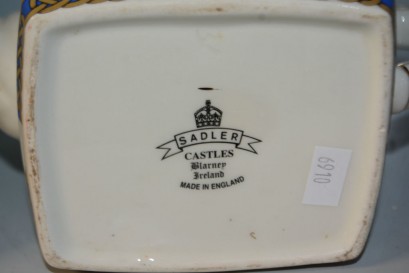 SADLER
CASTLES
Blarney
Ireland
MADE IN ENGLAND
6910